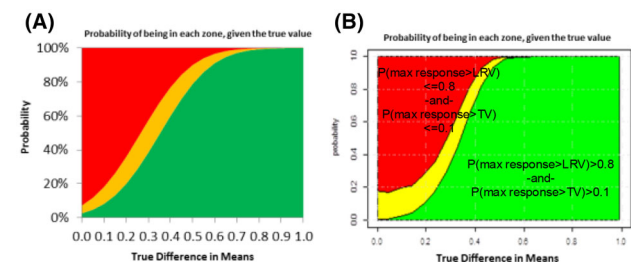 (A)
Probability of being in each zone, given the true value
100%
80%
60%
40%
20%
0%
Probability
0.0 0.1 0.2 0.3 0.4 0.5 0.6 0.7 0.8 0.9 1.0
True Difference in Means
(B)
Probability of being in each zone, given the true value
1.0
0.8
0.6
0.4
0.2
0.0
probability
P(max response>LRV)
<=0.8
-and-
P(max response>TV)
<=0.1
P(max response>LRV)>0.8
-and-
P(max response>TV)>0.1
0.0 0.2 0.4 0.6 0.8 1.0
True Difference in Means